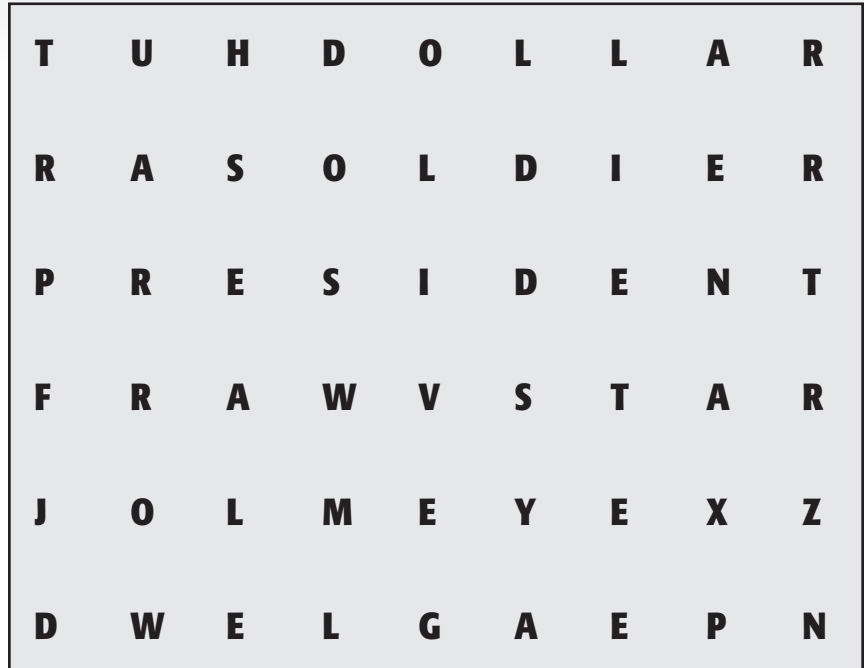 T U H D O L L A R
R A S O L D I E R
P R E S I D E N T
F R A W V S T A R
J O L M E Y E X Z
D W E L G A E P N